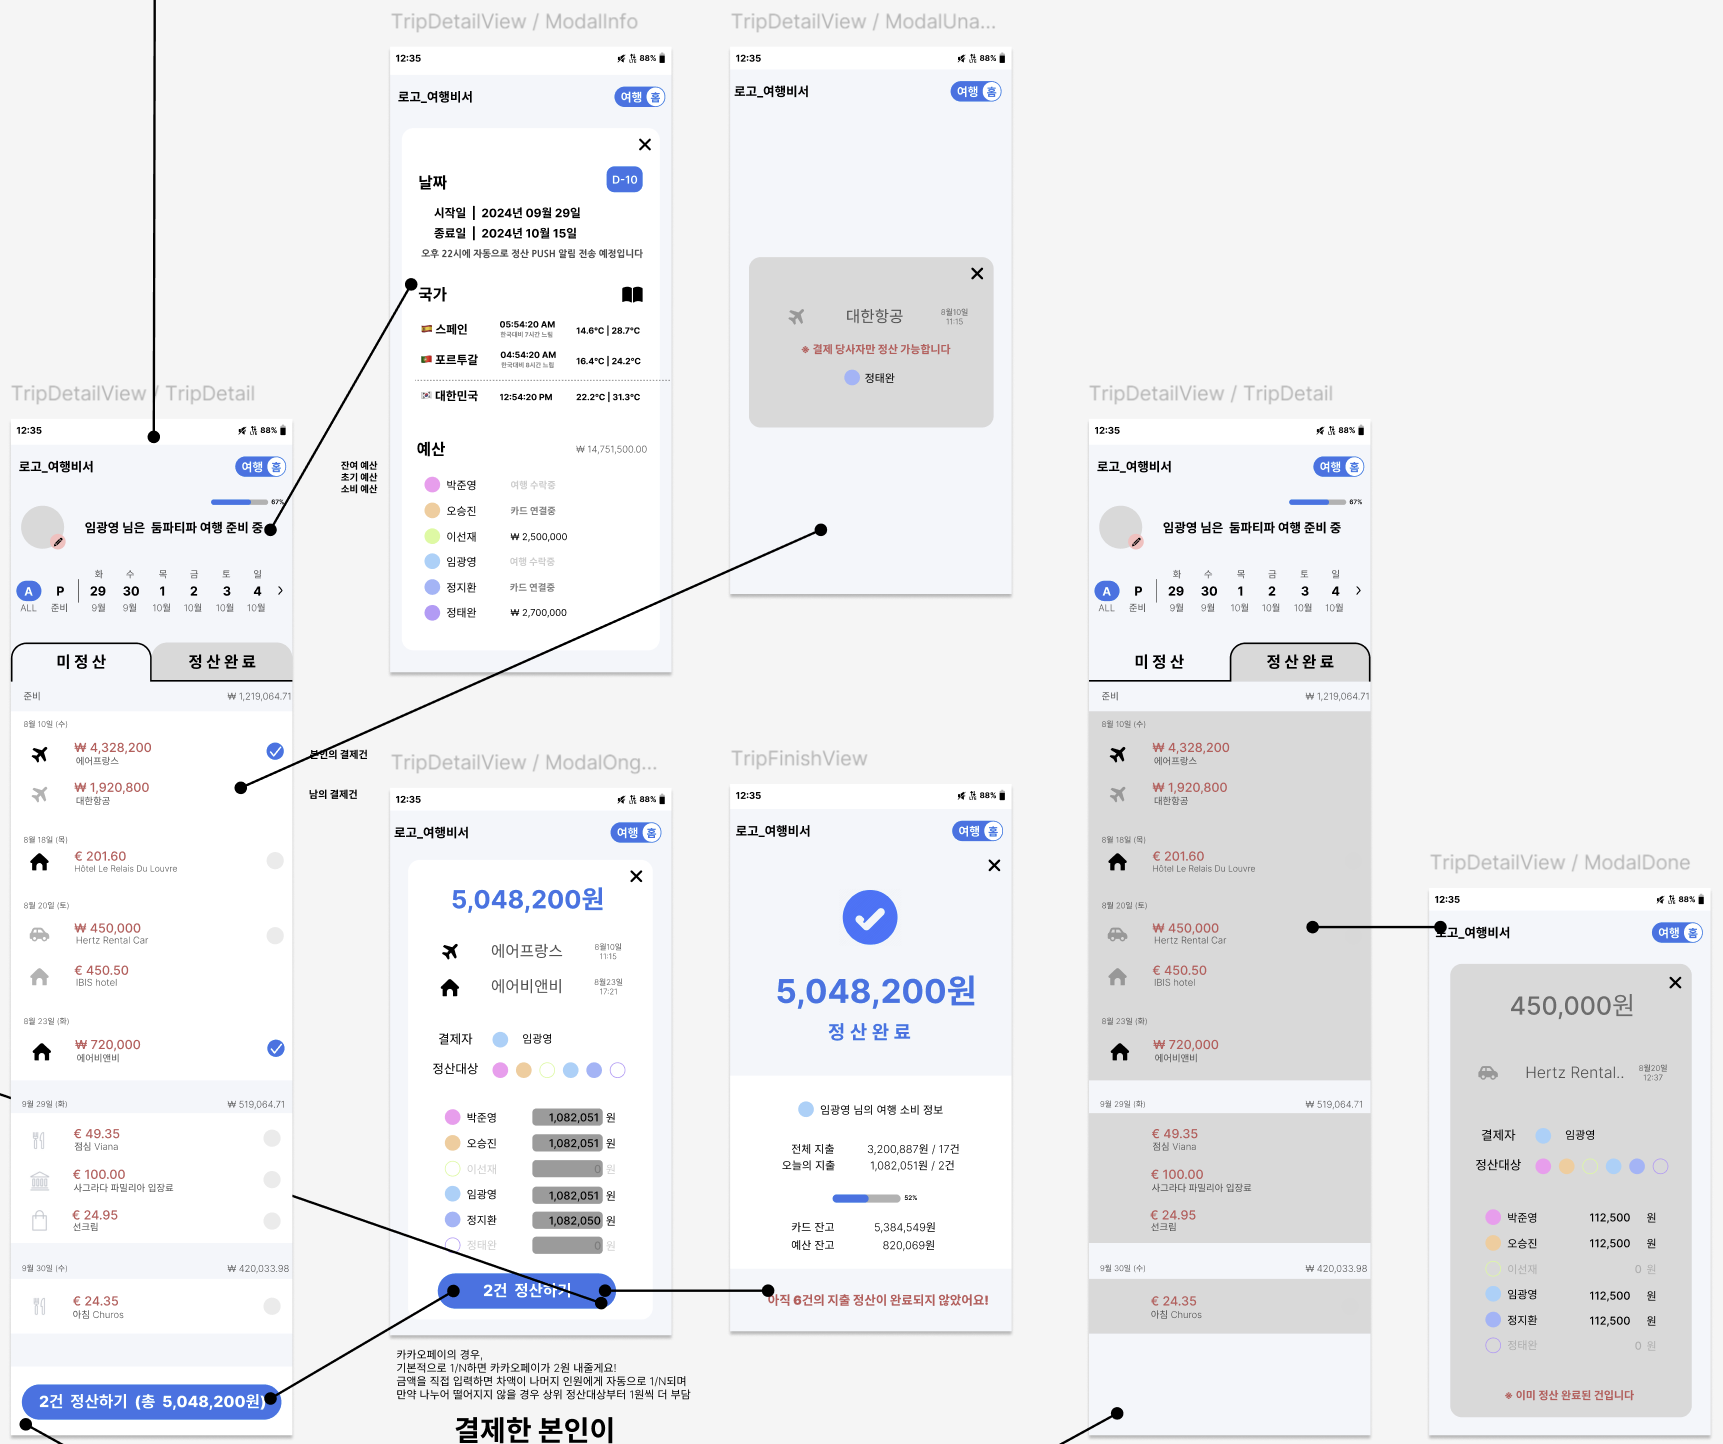 TripDetailView / ModalInfo
12:35
88%
로고_여행비서
여행 홈
날짜
D-10
시작일 | 2024년 09월 29일
종료일 | 2024년 10월 15일
오후 22시에 자동으로 정산 PUSH 알림 전송 예정입니다
국가
스페인 05:54:20 AM 14.6°C | 28.7°C
한국대비 7시간 느림
포르투갈 04:54:20 AM 16.4°C | 24.2°C
한국대비 8시간 느림
대한민국 12:54:20 PM 22.2°C | 31.3°C
예산 ₩ 14,751,500.00
박준영 여행 수락중
오승진 카드 연결중
이선재 ₩ 2,500,000
임광영 여행 수락중
정지환 카드 연결중
정태완 ₩ 2,700,000
잔여 예산
초기 예산
소비 예산
TripDetailView / ModalUna...
12:35
88%
로고_여행비서
여행 홈
대한항공
8월10일
11:15
※ 결제 당사자만 정산 가능합니다
정태완
TripDetailView / TripDetail
12:35
88%
로고_여행비서
여행 홈
67%
임광영 님은 둠파티파 여행 준비 중
화 수 목 금 토 일
A P 29 30 1 2 3 4 >
ALL 준비 9월 9월 10월 10월 10월 10월
미정산 정산완료
준비 ₩ 1,219,064.71
8월 10일 (수)
₩ 4,328,200
에어프랑스
₩ 1,920,800
대한항공
8월 18일 (목)
€ 201.60
Hôtel Le Relais Du Louvre
8월 20일 (토)
₩ 450,000
Hertz Rental Car
€ 450.50
IBIS hotel
8월 23일 (화)
₩ 720,000
에어비앤비
9월 29일 (화) ₩ 519,064.71
€ 49.35
점심 Viana
€ 100.00
사그라다 파밀리아 입장료
€ 24.95
선크림
9월 30일 (수) ₩ 420,033.98
€ 24.35
아침 Churos
2건 정산하기 (총 5,048,200원)
본인의 결제건
남의 결제건
TripDetailView / ModalOng...
12:35
88%
로고_여행비서
여행 홈
5,048,200원
에어프랑스
8월10일
11:15
에어비앤비
8월23일
17:21
결제자 임광영
정산대상
박준영 1,082,051 원
오승진 1,082,051 원
이선재 0 원
임광영 1,082,051 원
정지환 1,082,050 원
정태완 0 원
2건 정산하기
카카오페이의 경우,
기본적으로 1/N하면 카카오페이가 2원 내줄게요!
금액을 직접 입력하면 차액이 나머지 인원에게 자동으로 1/N되며
만약 나누어 떨어지지 않을 경우 상위 정산대상부터 1원씩 더 부담
결제한 본인이
TripFinishView
12:35
88%
로고_여행비서
여행 홈
5,048,200원
정산완료
임광영 님의 여행 소비 정보
전체 지출 3,200,887원 / 17건
오늘의 지출 1,082,051원 / 2건
52%
카드 잔고 5,384,549원
예산 잔고 820,069원
아직 6건의 지출 정산이 완료되지 않았어요!
TripDetailView / TripDetail
12:35
88%
로고_여행비서
여행 홈
67%
임광영 님은 둠파티파 여행 준비 중
화 수 목 금 토 일
A P 29 30 1 2 3 4 >
ALL 준비 9월 9월 10월 10월 10월 10월
미정산 정산완료
준비 ₩ 1,219,064.71
8월 10일 (수)
₩ 4,328,200
에어프랑스
₩ 1,920,800
대한항공
8월 18일 (목)
€ 201.60
Hôtel Le Relais Du Louvre
8월 20일 (토)
₩ 450,000
Hertz Rental Car
€ 450.50
IBIS hotel
8월 23일 (화)
₩ 720,000
에어비앤비
9월 29일 (화) ₩ 519,064.71
€ 49.35
점심 Viana
€ 100.00
사그라다 파밀리아 입장료
€ 24.95
선크림
9월 30일 (수) ₩ 420,033.98
€ 24.35
아침 Churos
TripDetailView / ModalDone
12:35
88%
로고_여행비서
여행 홈
450,000원
Hertz Rental..
8월20일
12:37
결제자 임광영
정산대상
박준영 112,500 원
오승진 112,500 원
이선재 0 원
임광영 112,500 원
정지환 112,500 원
정태완 0 원
※ 이미 정산 완료된 건입니다